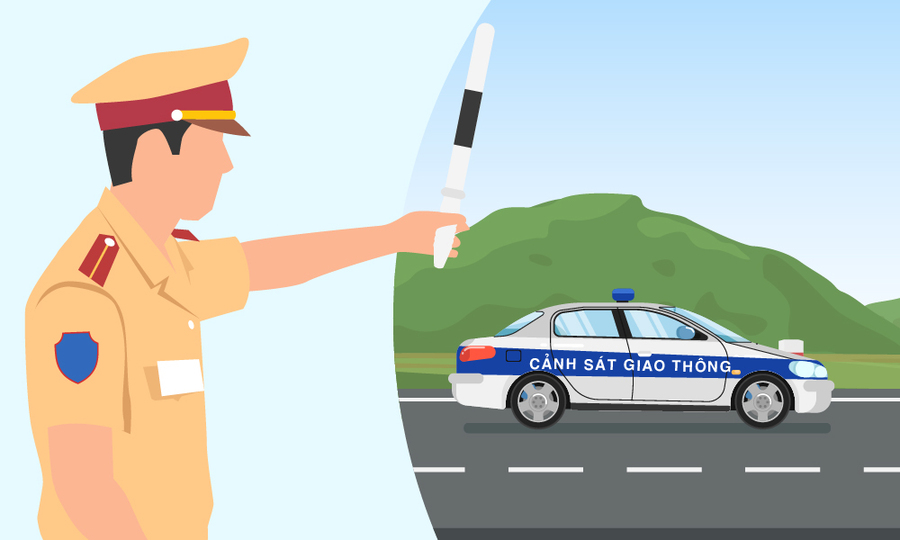 CẢNH SÁT GIAO THÔNG